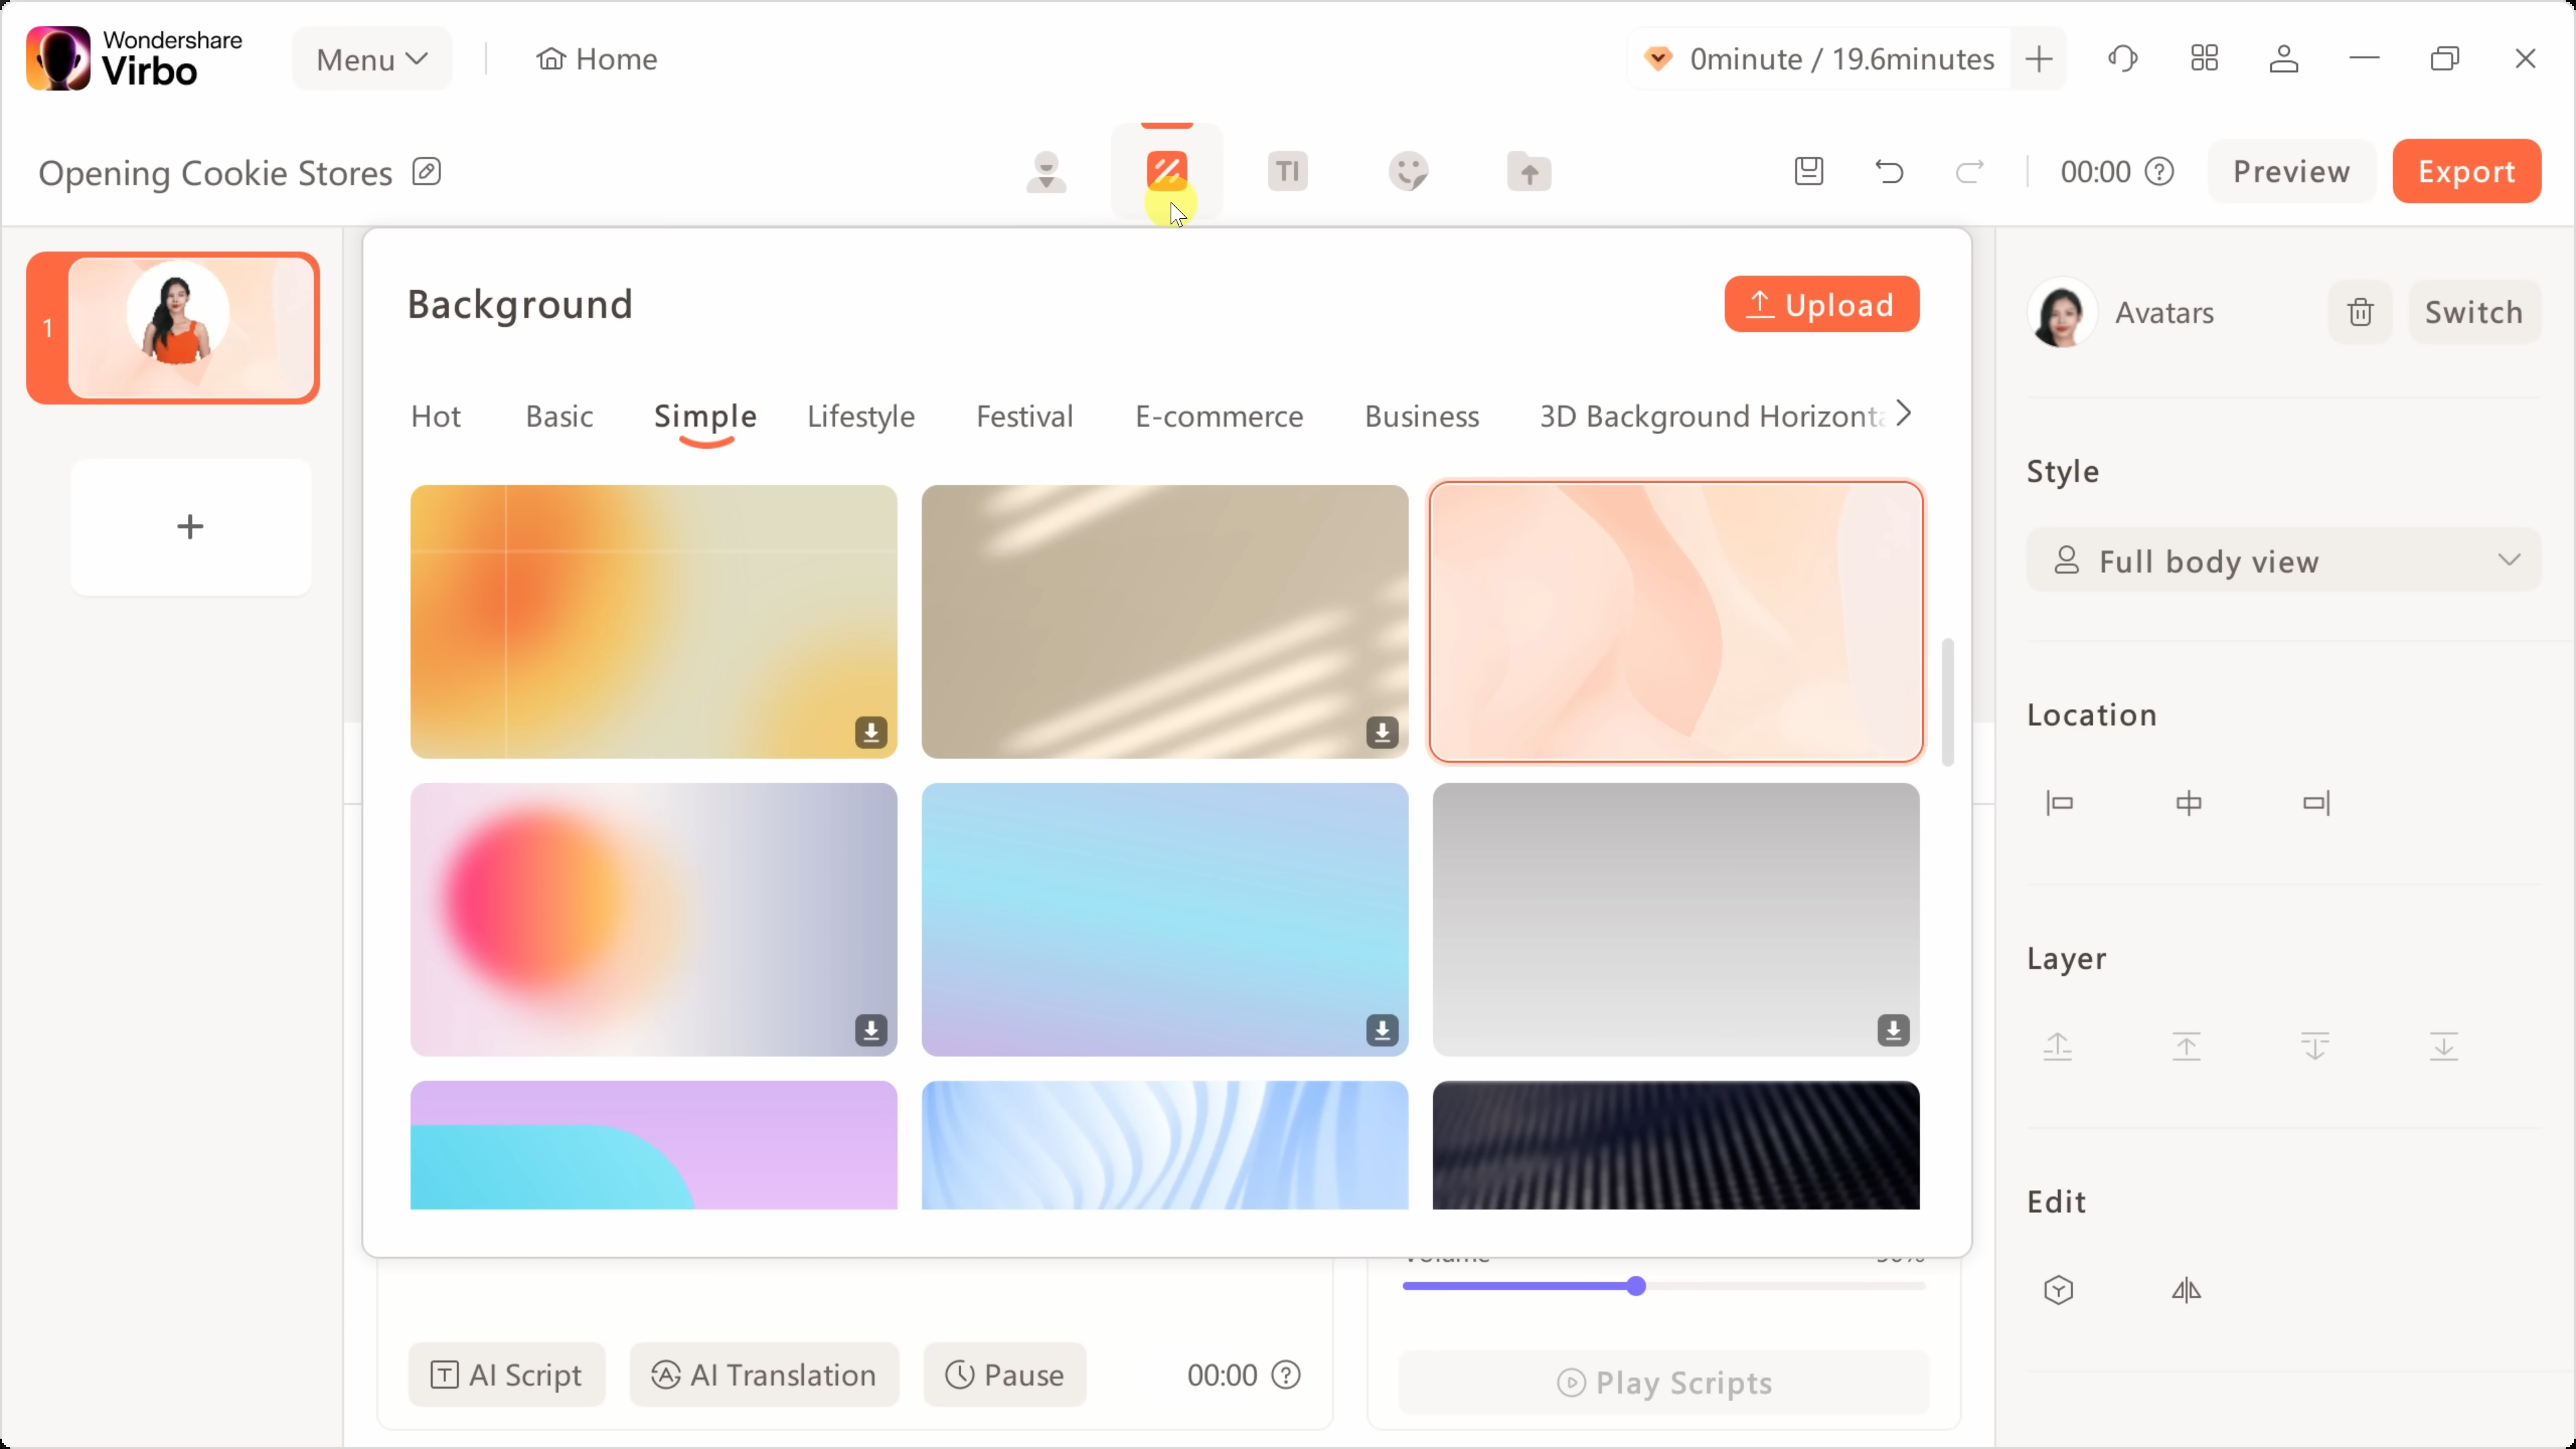 Wondershare
Virbo
Menu
Home
0minute / 19.6minutes
Opening Cookie Stores
TI
00:00
Preview
Export
1
Background
Upload
Hot
Basic
Simple
Lifestyle
Festival
E-commerce
Business
3D Background Horizonta
Avatars
Switch
Style
Full body view
Location
Layer
Edit
AI Script
AI Translation
Pause
00:00
Play Scripts